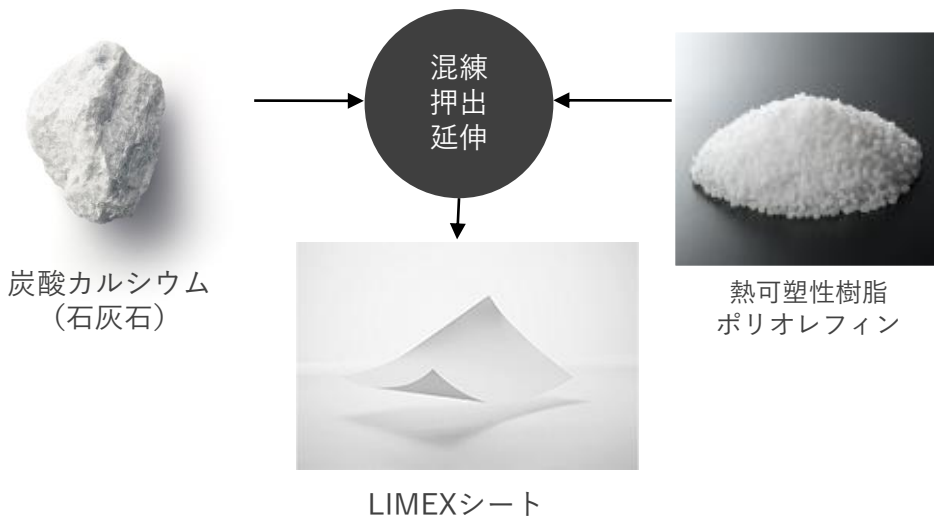 混練
押出
延伸
炭酸カルシウム
（石灰石）
熱可塑性樹脂
ポリオレフィン
LIMEXシート